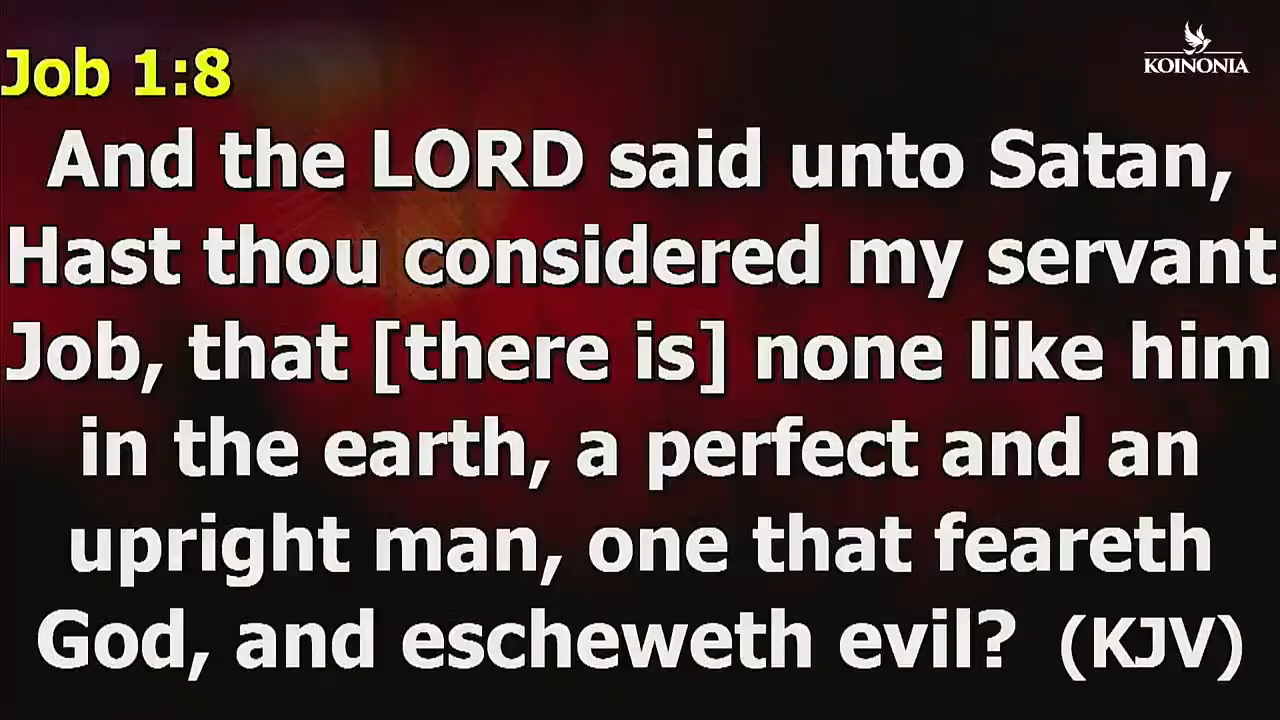 Job 1:8
KOINONIA
And the LORD said unto Satan,
Hast thou considered my servant
Job, that [there is] none like him
in the earth, a perfect and an
upright man, one that feareth
God, and escheweth evil? (KJV)